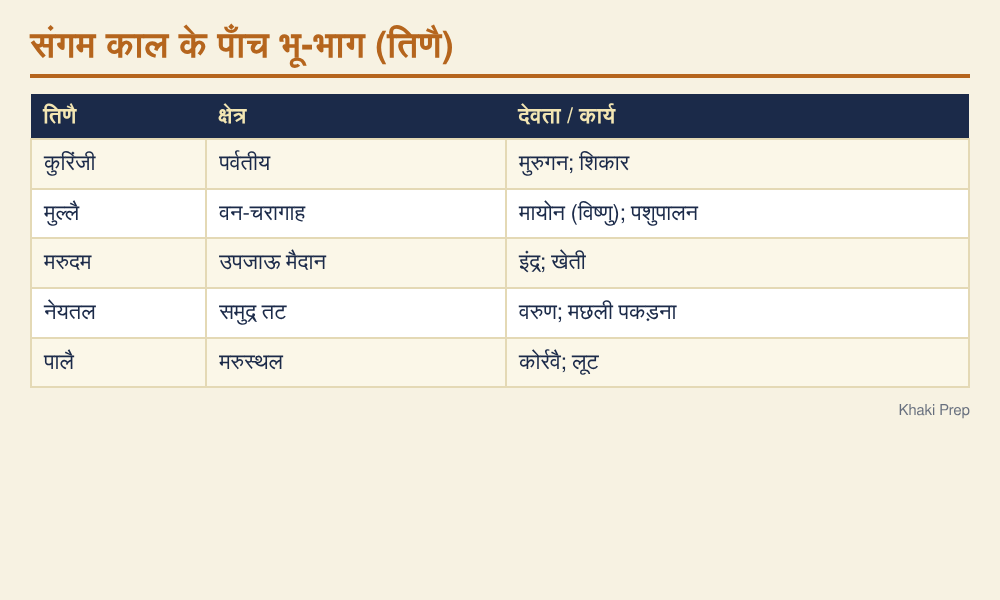 संगम काल के पाँच भू-भाग (तिणै)
तिणै क्षेत्र देवता / कार्य
कुरिंजी पर्वतीय मुरुगन; शिकार
मुल्लै वन-चरागाह मायोन (विष्णु); पशुपालन
मरुदम उपजाऊ मैदान इंद्र; खेती
नेयतल समुद्र तट वरुण; मछली पकड़ना
पालै मरुस्थल कोर्रवै; लूट
Khaki Prep